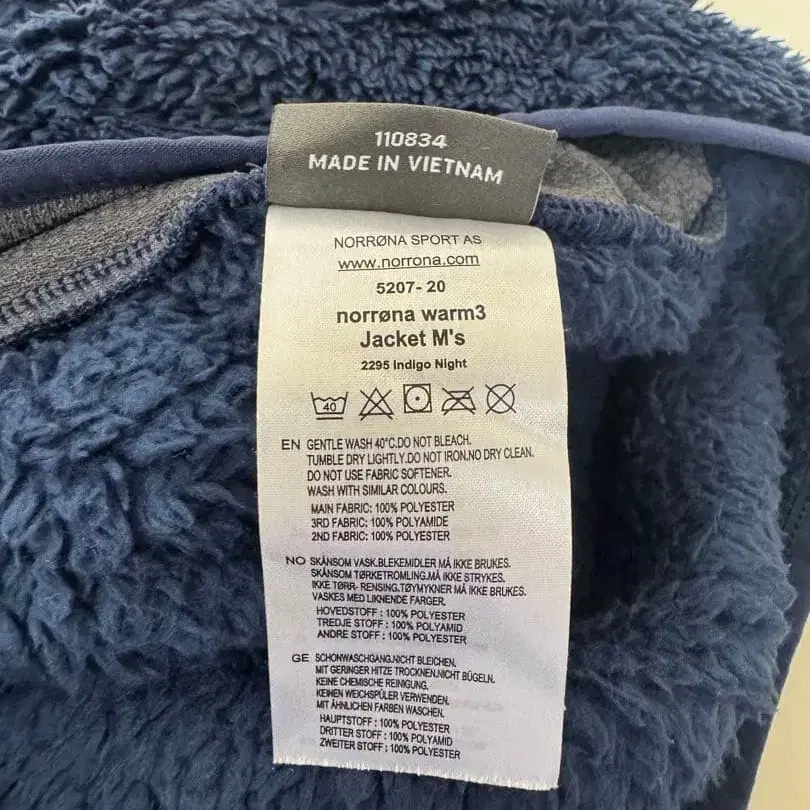 110834
MADE IN VIETNAM
NORRØNA SPORT AS
www.norrona.com
5207- 20
norrøna warm3
Jacket M's
2295 Indigo Night
40
EN GENTLE WASH 40°C.DO NOT BLEACH.
TUMBLE DRY LIGHTLY.DO NOT IRON.NO DRY CLEAN.
DO NOT USE FABRIC SOFTENER.
WASH WITH SIMILAR COLOURS.
MAIN FABRIC: 100% POLYESTER
3RD FABRIC: 100% POLYAMIDE
2ND FABRIC: 100% POLYESTER
NO SKÅNSOM VASK.BLEKEMIDLER MÅ IKKE BRUKES.
SKÅNSOM TØRKETROMLING.MÅ IKKE STRYKES.
IKKE TØRR- RENSING.TØYMYKNER MÅ IKKE BRUKES.
VASKES MED LIKNENDE FARGER.
HOVEDSTOFF : 100% POLYESTER
TREDJE STOFF : 100% POLYAMID
ANDRE STOFF : 100% POLYESTER
GE SCHONWASCHGANG.NICHT BLEICHEN.
MIT GERINGER HITZE TROCKNEN.NICHT BÜGELN.
KEINE CHEMISCHE REINIGUNG.
KEINEN WEICHSPÜLER VERWENDEN.
MIT ÄHNLICHEN FARBEN WASCHEN.
HAUPTSTOFF : 100% POLYESTER
DRITTER STOFF : 100% POLYAMID
ZWEITER STOFF : 100% POLYESTER